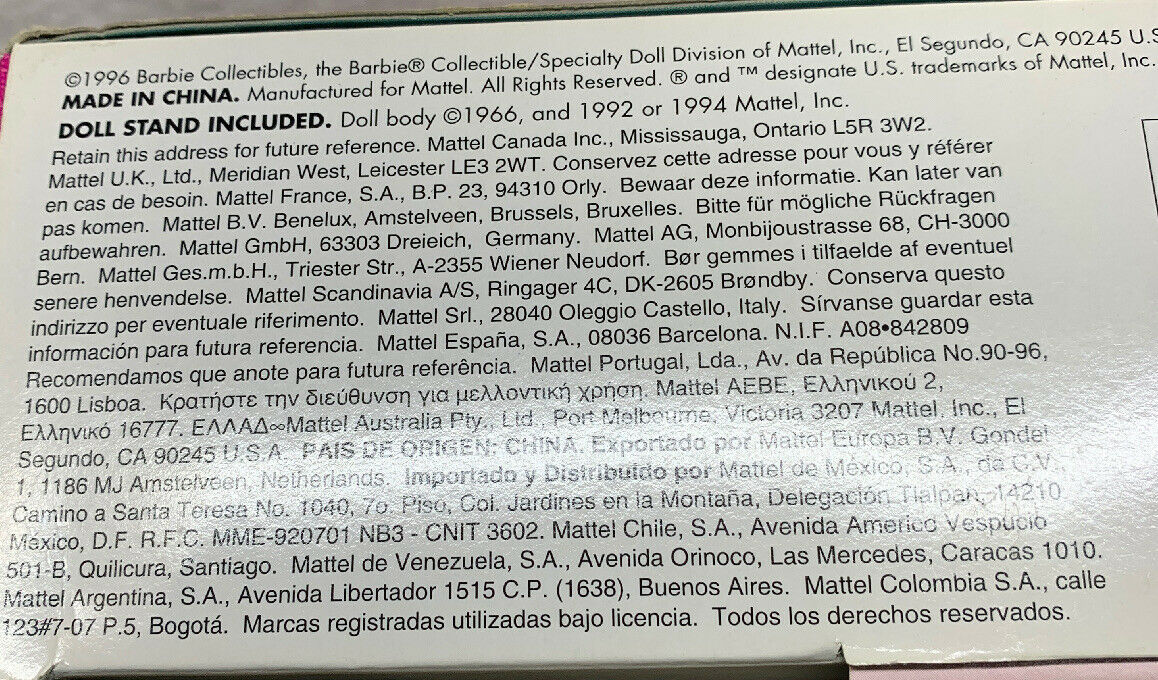 ©1996 Barbie Collectibles, the Barbie® Collectible/Specialty Doll Division of Mattel, Inc., El Segundo, CA 90245 U.S
MADE IN CHINA. Manufactured for Mattel. All Rights Reserved. ® and ™ designate U.S. trademarks of Mattel, Inc.
DOLL STAND INCLUDED. Doll body ©1966, and 1992 or 1994 Mattel, Inc.
Retain this address for future reference. Mattel Canada Inc., Mississauga, Ontario L5R 3W2.
Mattel U.K., Ltd., Meridian West, Leicester LE3 2WT. Conservez cette adresse pour vous y référer
en cas de besoin. Mattel France, S.A., B.P. 23, 94310 Orly. Bewaar deze informatie. Kan later van
pas komen. Mattel B.V. Benelux, Amstelveen, Brussels, Bruxelles. Bitte für mögliche Rückfragen
aufbewahren. Mattel GmbH, 63303 Dreieich, Germany. Mattel AG, Monbijoustrasse 68, CH-3000
Bern. Mattel Ges.m.b.H., Triester Str., A-2355 Wiener Neudorf. Bør gemmes i tilfaelde af eventuel
senere henvendelse. Mattel Scandinavia A/S, Ringager 4C, DK-2605 Brøndby. Conserva questo
indirizzo per eventuale riferimento. Mattel Srl., 28040 Oleggio Castello, Italy. Sírvanse guardar esta
información para futura referencia. Mattel España, S.A., 08036 Barcelona. N.I.F. A08•842809
Recomendamos que anote para futura referência. Mattel Portugal, Lda., Av. da República No.90-96,
1600 Lisboa. Κρατήστε την διεύθυνση για μελλοντική χρήση. Mattel AEBE, Ελληνικού 2,
Ελληνικό 16777. ΕΛΛΑΔ∞Mattel Australia Pty., Ltd., Port Melbourne, Victoria 3207 Mattel, Inc., El
Segundo, CA 90245 U.S.A. PAÍS DE ORIGEN: CHINA. Exportado por Mattel Europa B.V. Gondel
1, 1186 MJ Amstelveen, Netherlands. Importado y Distribuido por Mattel de México, S.A., de C.V.
Camino a Santa Teresa No. 1040, 7o. Piso, Col. Jardines en la Montaña, Delegación Tlalpan, 14210
México, D.F. R.F.C. MME-920701 NB3 - CNIT 3602. Mattel Chile, S.A., Avenida Americo Vespucio
501-B, Quilicura, Santiago. Mattel de Venezuela, S.A., Avenida Orinoco, Las Mercedes, Caracas 1010.
Mattel Argentina, S.A., Avenida Libertador 1515 C.P. (1638), Buenos Aires. Mattel Colombia S.A., calle
123#7-07 P.5, Bogotá. Marcas registradas utilizadas bajo licencia. Todos los derechos reservados.